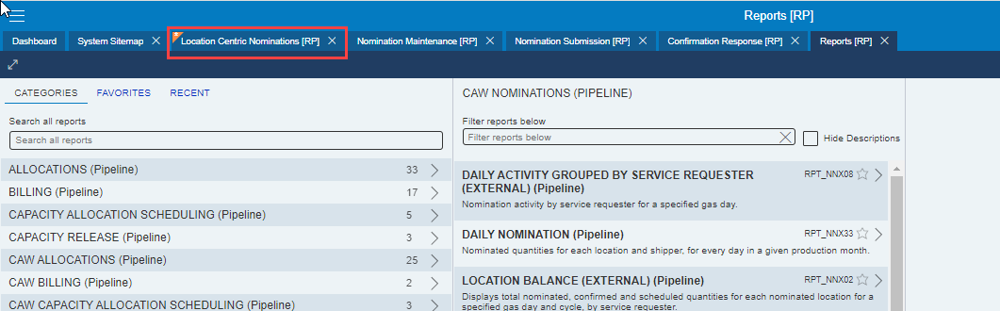 Reports [RP]
Dashboard System Sitemap Location Centric Nominations [RP] Nomination Maintenance [RP] Nomination Submission [RP] Confirmation Response [RP] Reports [RP]
CATEGORIES FAVORITES RECENT
Search all reports
Search all reports
ALLOCATIONS (Pipeline) 33
BILLING (Pipeline) 17
CAPACITY ALLOCATION SCHEDULING (Pipeline) 5
CAPACITY RELEASE (Pipeline) 3
CAW ALLOCATIONS (Pipeline) 25
CAW BILLING (Pipeline) 2
CAW CAPACITY ALLOCATION SCHEDULING (Pipeline) 3
CAW NOMINATIONS (PIPELINE)
Filter reports below
Filter reports below
Hide Descriptions
DAILY ACTIVITY GROUPED BY SERVICE REQUESTER RPT_NNX08
(EXTERNAL) (Pipeline)
Nomination activity by service requester for a specified gas day.
DAILY NOMINATION (Pipeline) RPT_NNX33
Nominated quantities for each location and shipper, for every day in a given production month.
LOCATION BALANCE (EXTERNAL) (Pipeline) RPT_NNX02
Displays total nominated, confirmed and scheduled quantities for each nominated location for a
specified gas day and cycle, by service requester.